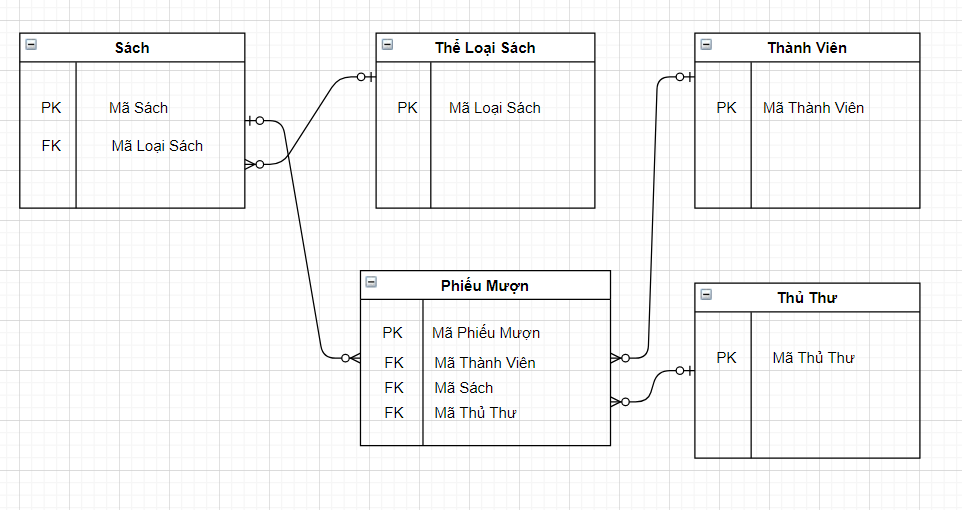 Sách
PK Mã Sách
FK Mã Loại Sách
Thể Loại Sách
PK Mã Loại Sách
Thành Viên
PK Mã Thành Viên
Phiếu Mượn
PK Mã Phiếu Mượn
FK Mã Thành Viên
FK Mã Sách
FK Mã Thủ Thư
Thủ Thư
PK Mã Thủ Thư